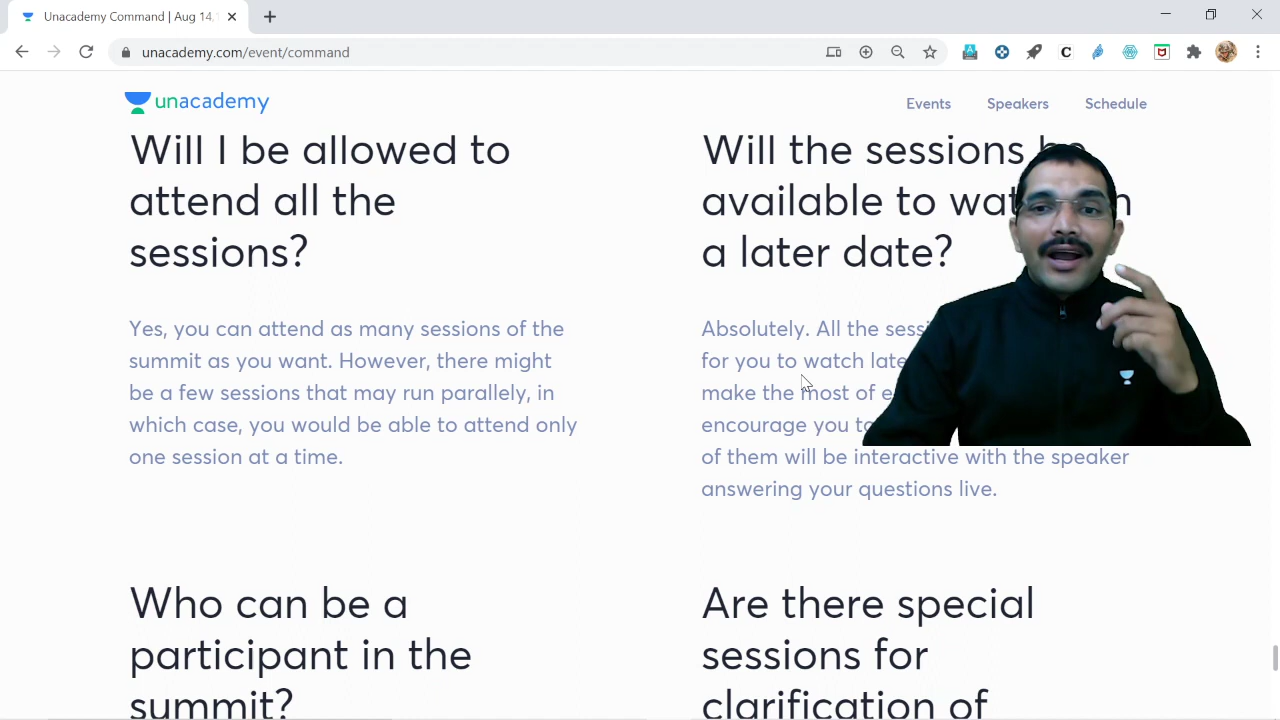 Unacademy Command | Aug 14,
unacademy.com/event/command
unacademy
Events
Speakers
Schedule
Will I be allowed to
attend all the
sessions?
Yes, you can attend as many sessions of the
summit as you want. However, there might
be a few sessions that may run parallely, in
which case, you would be able to attend only
one session at a time.
Will the sessions be
available to
a later date?
Absolutely. All the
for you to watch
make the most of
encourage you
of them will be interactive with the speaker
answering your questions live.
Who can be a
participant in the
summit?
Are there special
sessions for
clarification of